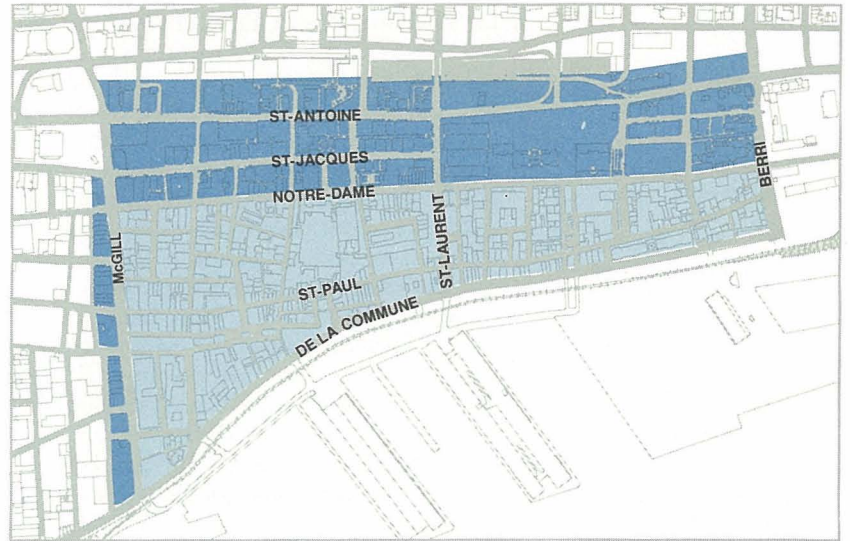 ST-ANTOINE
ST-JACQUES
NOTRE-DAME
BERRI
ST-LAURENT
McGILL
ST-PAUL
DE LA COMMUNE